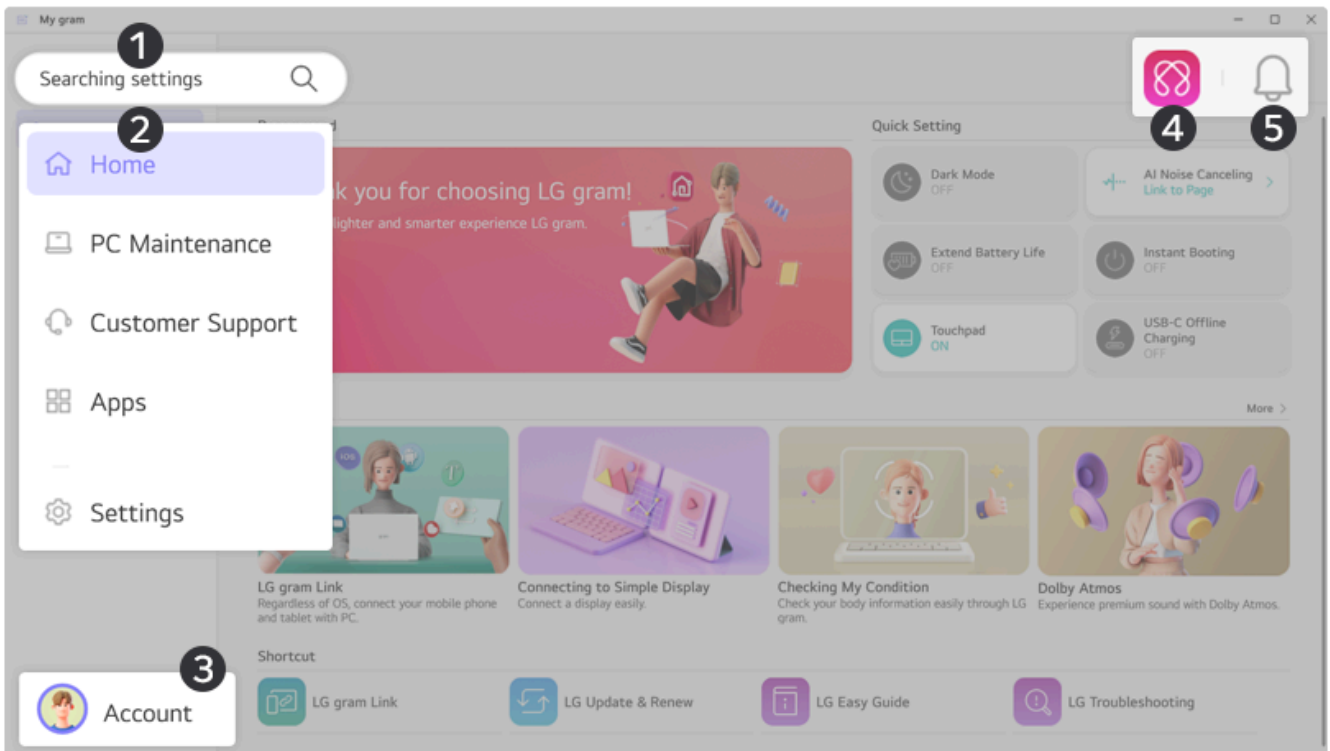 My gram
1
Searching settings
2
Home
PC Maintenance
Customer Support
Apps
Settings
3
Account
4
5
k you for choosing LG gram!
lighter and smarter experience LG gram.
Quick Setting
Dark Mode
OFF
AI Noise Canceling
Link to Page
Extend Battery Life
OFF
Instant Booting
OFF
Touchpad
ON
USB-C Offline
Charging
OFF
More
iOS
LG gram Link
Regardless of OS, connect your mobile phone
and tablet with PC.
Connecting to Simple Display
Connect a display easily.
Checking My Condition
Check your body information easily through LG
gram.
Dolby Atmos
Experience premium sound with Dolby Atmos.
Shortcut
LG gram Link
LG Update & Renew
LG Easy Guide
LG Troubleshooting